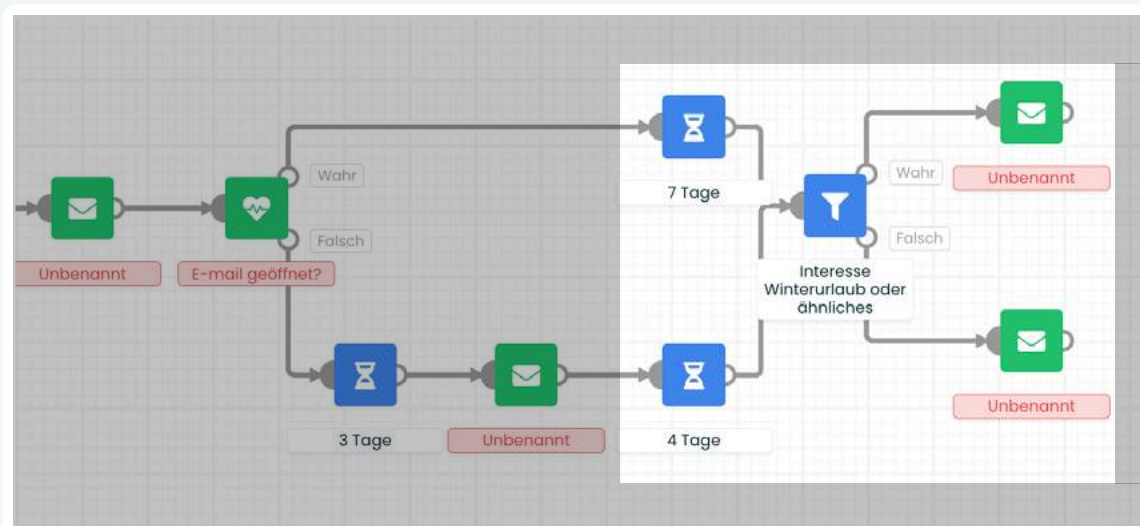 Wahr
Falsch
Unbenannt
E-mail geöffnet?
3 Tage
Unbenannt
7 Tage
4 Tage
Wahr
Falsch
Interesse
Winterurlaub oder
ähnliches
Unbenannt
Unbenannt